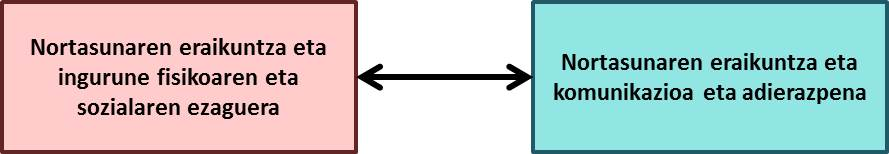 Nortasunaren eraikuntza eta
ingurune fisikoaren eta
sozialaren ezaguera
Nortasunaren eraikuntza eta
komunikazioa eta adierazpena